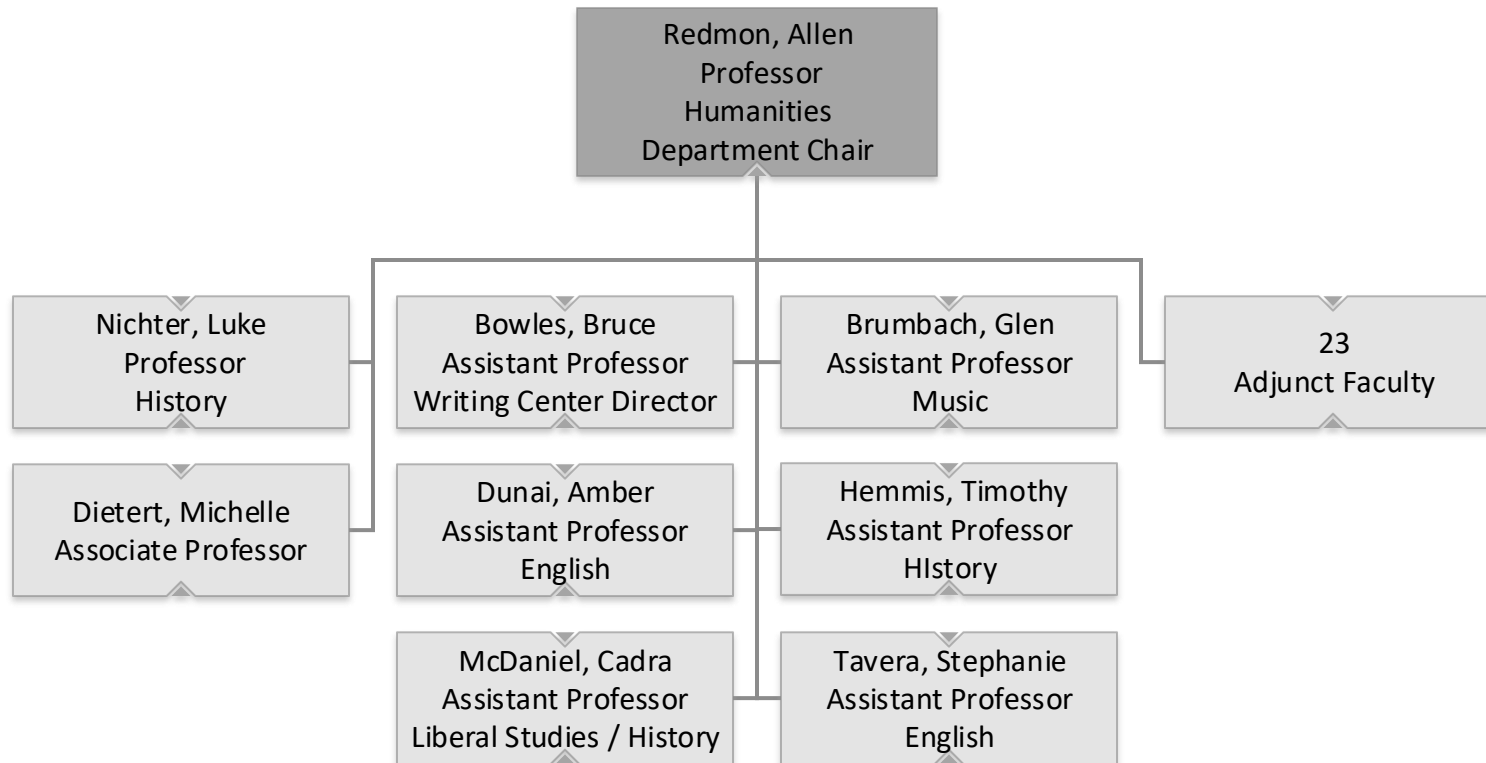 Redmon, Allen
Professor
Humanities
Department Chair
Nichter, Luke
Professor
History
Bowles, Bruce
Assistant Professor
Writing Center Director
Brumbach, Glen
Assistant Professor
Music
23
Adjunct Faculty
Dietert, Michelle
Associate Professor
Dunai, Amber
Assistant Professor
English
Hemmis, Timothy
Assistant Professor
HIstory
McDaniel, Cadra
Assistant Professor
Liberal Studies / History
Tavera, Stephanie
Assistant Professor
English